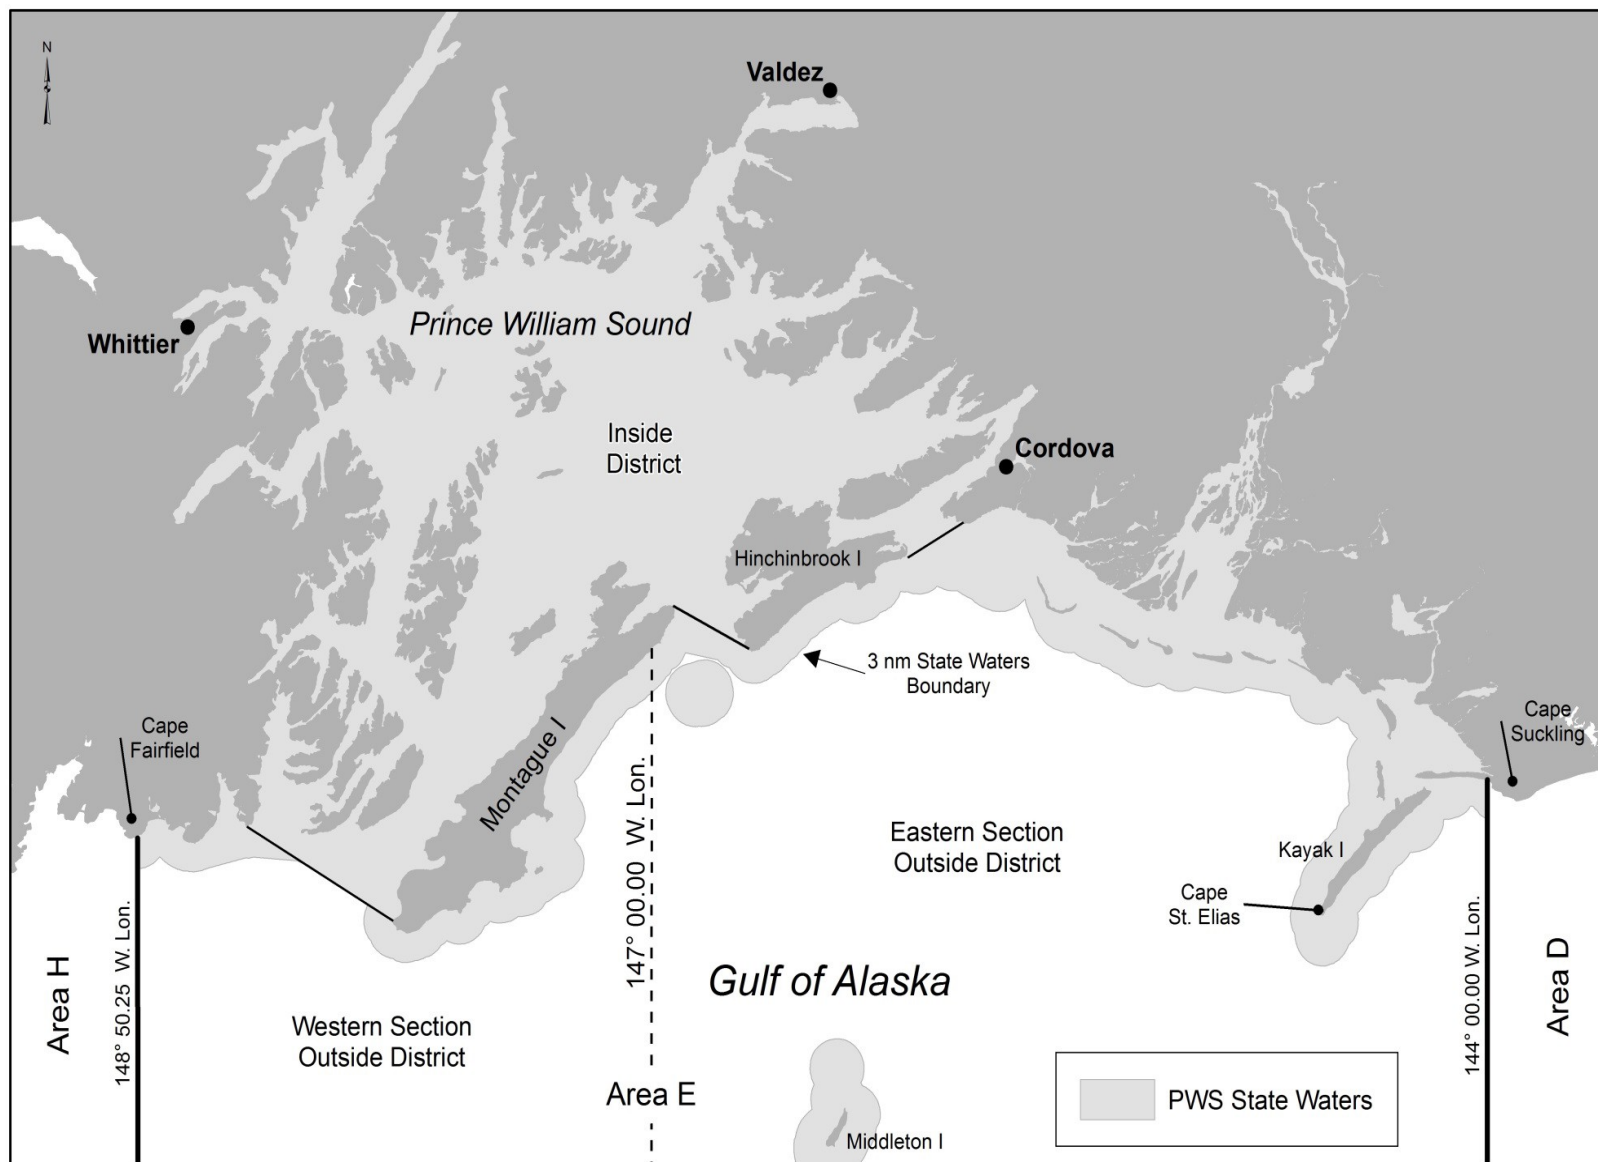 N
Valdez
Prince William Sound
Whittier
Inside
District
Cordova
Hinchinbrook I
3 nm State Waters
Boundary
Cape
Fairfield
Montague I
Cape
Suckling
147° 00.00 W. Lon.
Eastern Section
Outside District
Kayak I
Cape
St. Elias
Area H
148° 50.25 W. Lon.
Gulf of Alaska
144° 00.00 W. Lon.
Area D
Western Section
Outside District
Area E
PWS State Waters
Middleton I